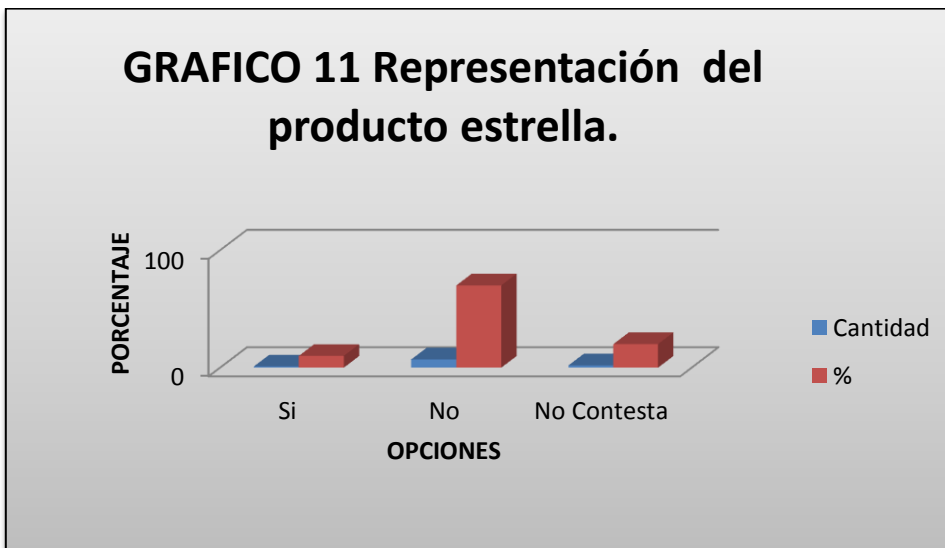 GRAFICO 11 Representación del
producto estrella.
PORCENTAJE
100
0
Si
No
No Contesta
OPCIONES
Cantidad
%